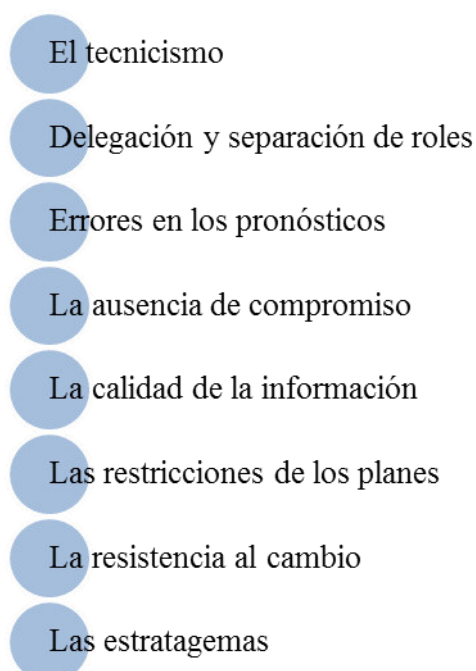 El tecnicismo
Delegación y separación de roles
Errores en los pronósticos
La ausencia de compromiso
La calidad de la información
Las restricciones de los planes
La resistencia al cambio
Las estratagemas